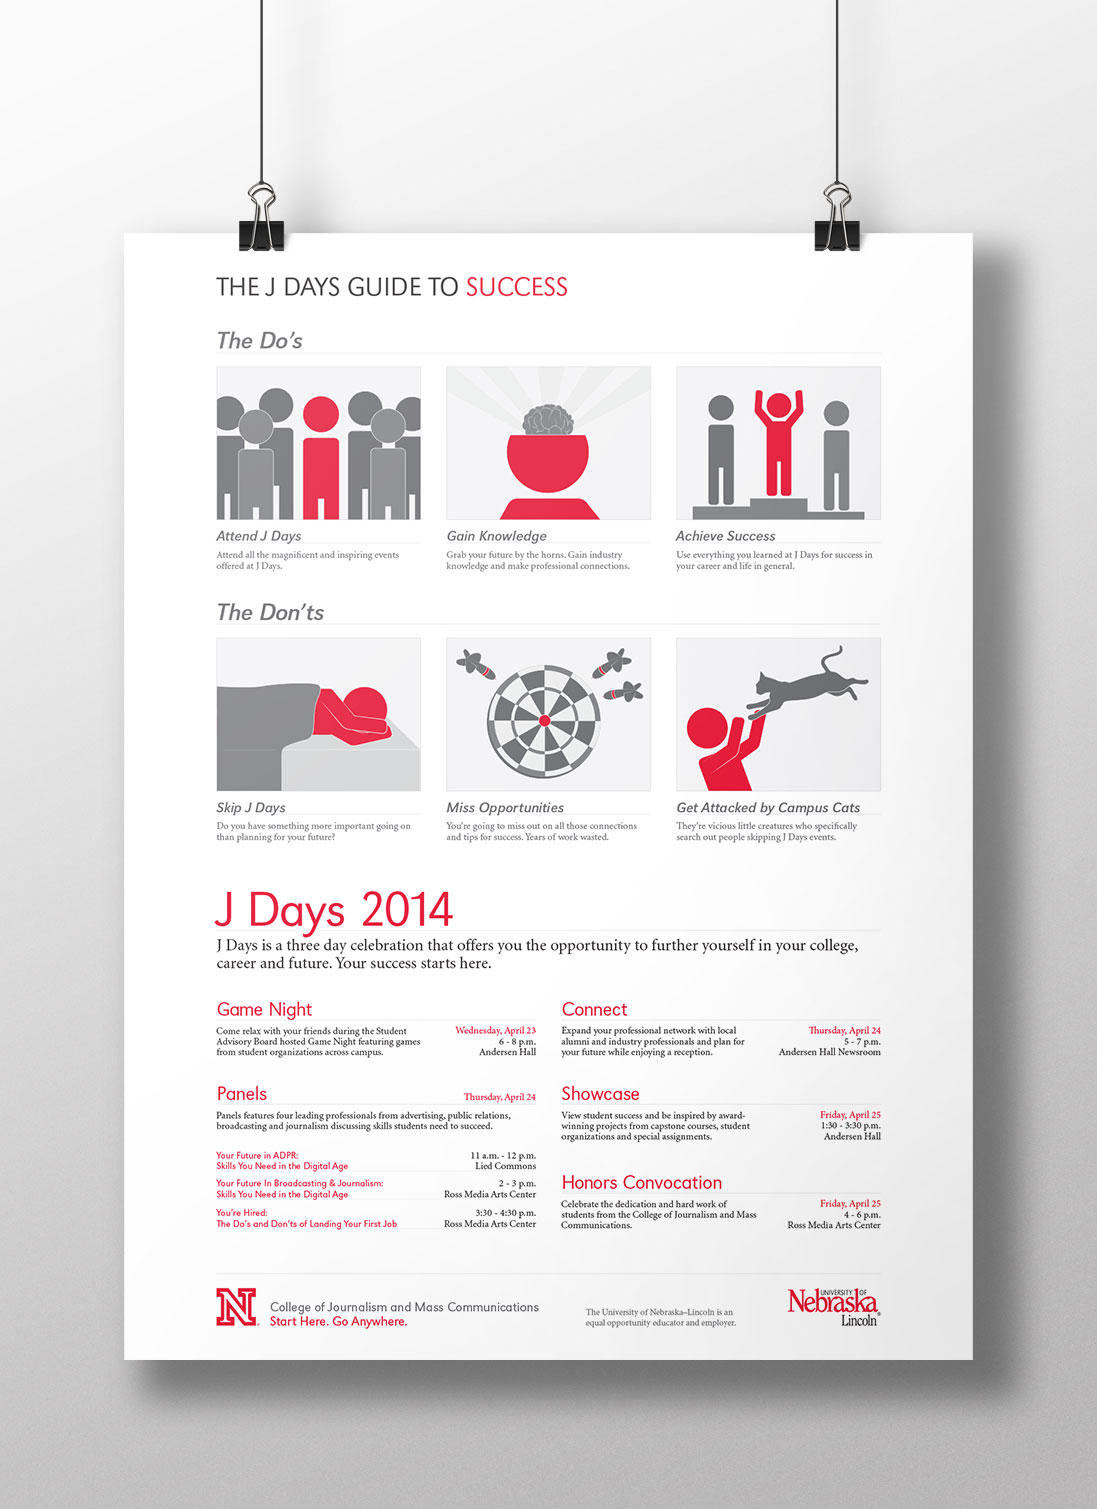 THE J DAYS GUIDE TO SUCCESS
The Do's
Attend J Days
Attend all the magnificent and inspiring events
offered at J Days.
Gain Knowledge
Grab your future by the horns. Gain industry
knowledge and make professional connections.
Achieve Success
Use everything you learned at J Days for success in
your career and life in general.
The Don'ts
Skip J Days
Do you have something more important going on
than planning for your future?
Miss Opportunities
You're going to miss out on all those connections
and tips for success. Years of work wasted.
Get Attacked by Campus Cats
They're vicious little creatures who specifically
search out people skipping J Days events.
J Days 2014
J Days is a three day celebration that offers you the opportunity to further yourself in your college,
career and future. Your success starts here.
Game Night
Come relax with your friends during the Student
Advisory Board hosted Game Night featuring games
from student organizations across campus.
Wednesday, April 23
6 - 8 p.m.
Andersen Hall
Panels
Thursday, April 24
Panels features four leading professionals from advertising, public relations,
broadcasting and journalism discussing skills students need to succeed.
Your Future in ADPR:
Skills You Need in the Digital Age
11 a.m. - 12 p.m.
Lied Commons
Your Future In Broadcasting & Journalism:
Skills You Need in the Digital Age
2 - 3 p.m.
Ross Media Arts Center
You're Hired:
The Do's and Don'ts of Landing Your First Job
3:30 - 4:30 p.m.
Ross Media Arts Center
Connect
Expand your professional network with local
alumni and industry professionals and plan for
your future while enjoying a reception.
Thursday, April 24
5 - 7 p.m.
Andersen Hall Newsroom
Showcase
View student success and be inspired by award-
winning projects from capstone courses, student
organizations and special assignments.
Friday, April 25
1:30 - 3:30 p.m.
Andersen Hall
Honors Convocation
Celebrate the dedication and hard work of
students from the College of Journalism and Mass
Communications.
Friday, April 25
4 - 6 p.m.
Ross Media Arts Center
N
College of Journalism and Mass Communications
Start Here. Go Anywhere.
The University of Nebraska–Lincoln is an
equal opportunity educator and employer.
UNIVERSITY OF
Nebraska
Lincoln®